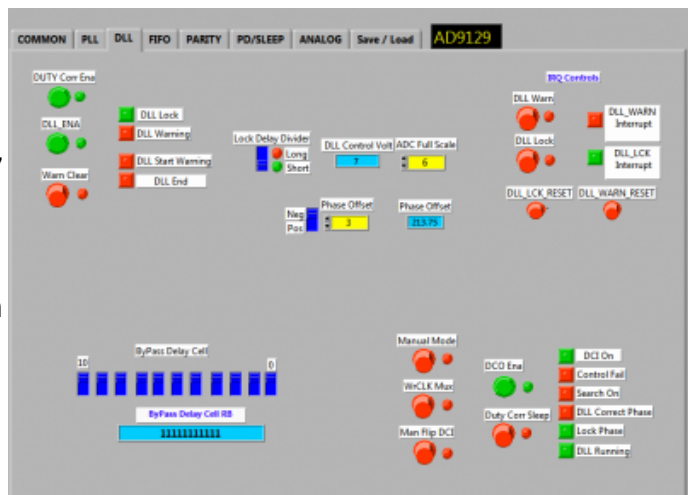 COMMON PLL DLL FIFO PARITY PD/SLEEP ANALOG Save / Load AD9129
DUTY Corr Ena
DLL_ENA
Warn Clear
DLL Lock
DLL Warning
DLL Start Warning
DLL End
Lock Delay Divider
Long
Short
DLL Control Volt
7
ADC Full Scale
6
Neg
Pos
Phase Offset
3
Phase Offset
213.75
IRQ Controls
DLL Warn
DLL Lock
DLL_WARN
Interrupt
DLL_LCK
Interrupt
DLL_LCK_RESET
DLL_WARN_RESET
ByPass Delay Cell
10
0
ByPass Delay Cell RB
11111111111
Manual Mode
WrCLK Mux
Man Flip DCI
DCO Ena
Duty Corr Sleep
DCI On
Control Fail
Search On
DLL Correct Phase
Lock Phase
DLL Running